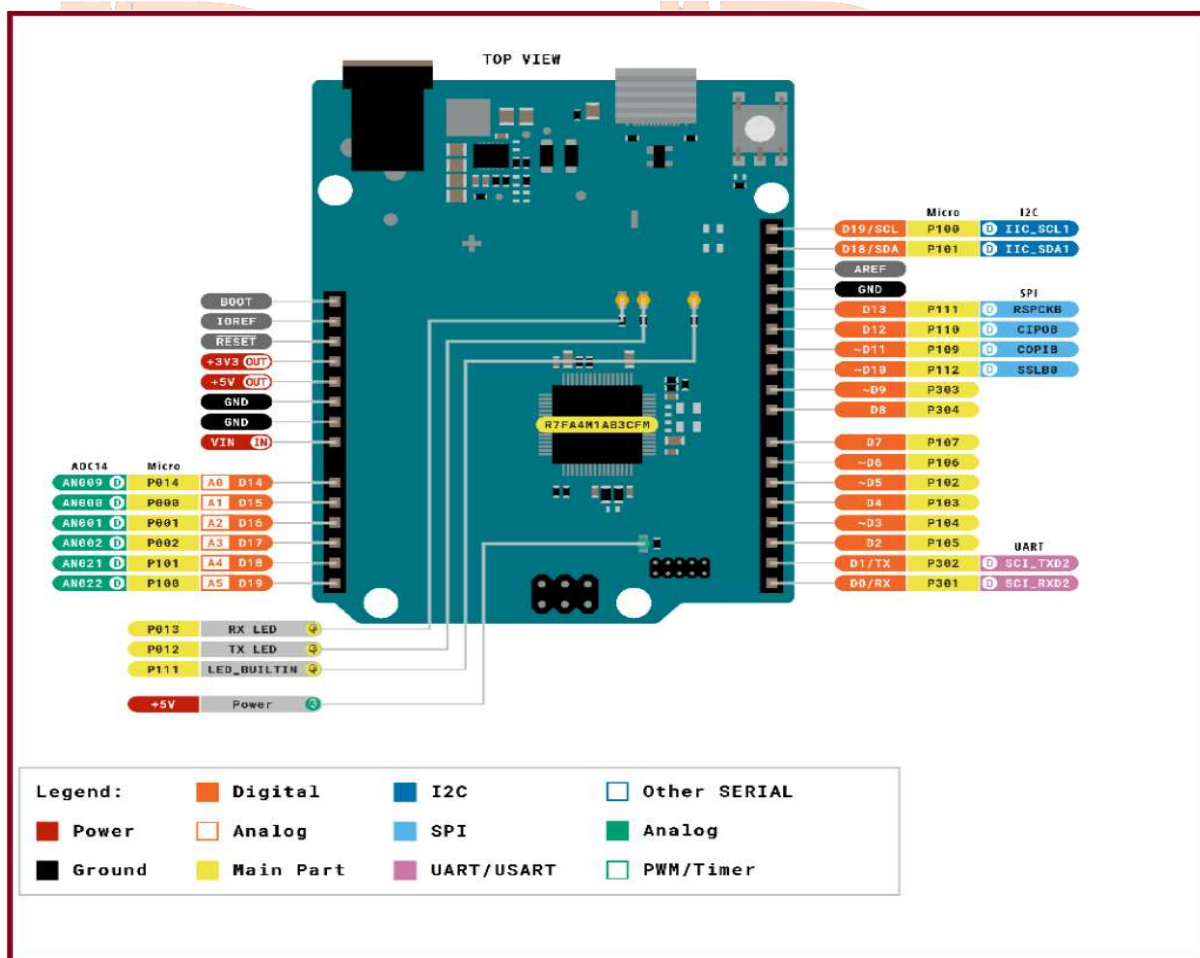 TOP VIEW
Micro I2C
D19/SCL P100 D IIC_SCL1
D18/SDA P101 D IIC_SDA1
AREF
GND
SPI
D13 P111 D RSPCKB
D12 P110 D CIPOB
~D11 P109 D COPIB
~D10 P112 D SSLB0
~D9 P303
D8 P304
D7 P107
~D6 P106
~D5 P102
D4 P103
~D3 P104
D2 P105
UART
D1/TX P302 D SCI_TXD2
D0/RX P301 D SCI_RXD2
BOOT
IOREF
RESET
+3V3 OUT
+5V OUT
GND
GND
VIN IN
R7FA4M1AB3CFM
ADC14 Micro
AN009 D P014 A0 D14
AN000 D P000 A1 D15
AN001 D P001 A2 D16
AN002 D P002 A3 D17
AN021 D P101 A4 D18
AN022 D P100 A5 D19
P013 RX LED
P012 TX LED
P111 LED_BUILTIN
+5V Power
Legend: Digital I2C Other SERIAL
Power Analog SPI Analog
Ground Main Part UART/USART PWM/Timer